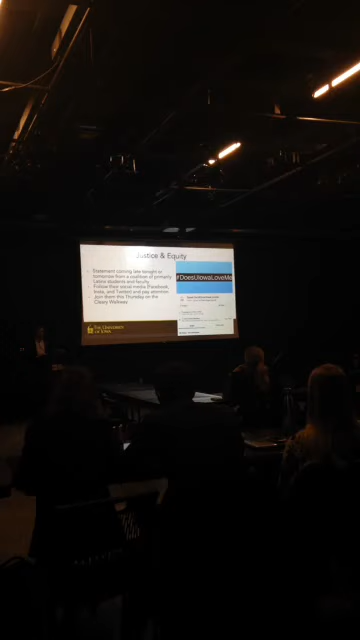 Justice & Equity
- Statement coming late tonight or
tomorrow from a coalition of primarily
Latinx students and faculty.
- Follow their social media (Facebook,
Insta, and Twitter) and pay attention.
- Join them this Thursday on the
Cleary Walkway
#DoesUIowaLoveMe
THE UNIVERSITY
OF IOWA